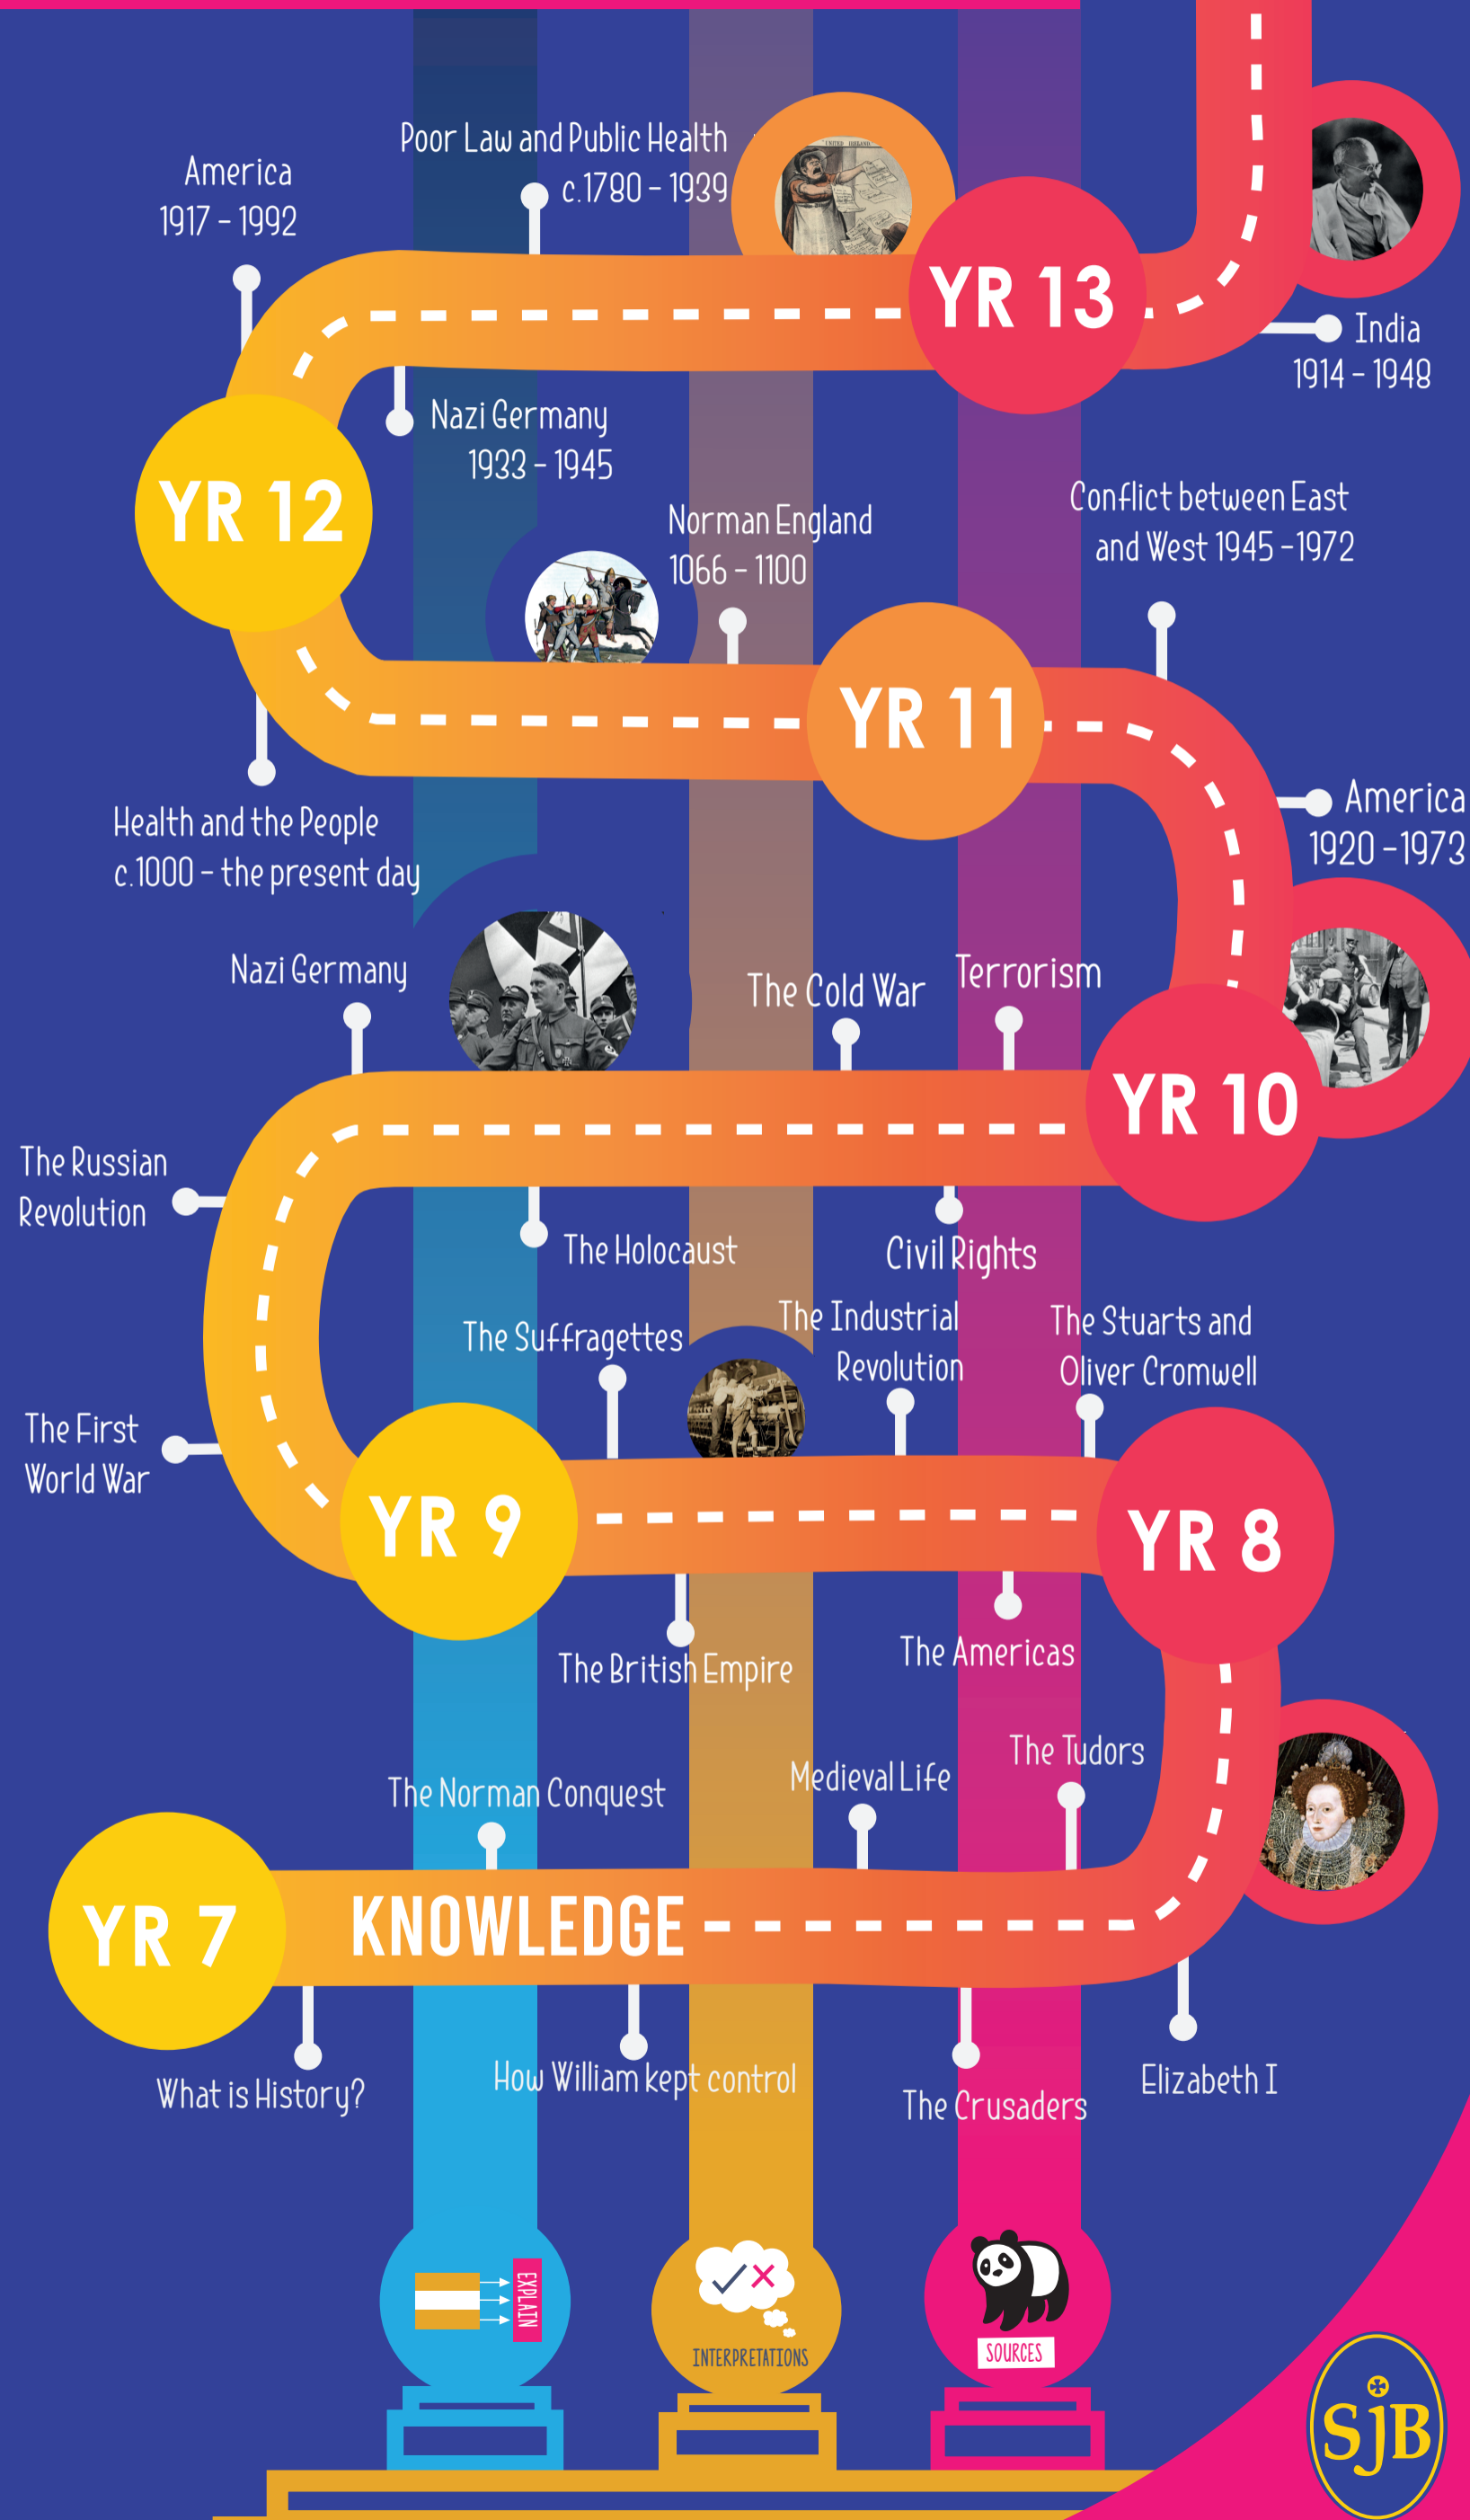 Poor Law and Public Health
c.1780 - 1939
America
1917 - 1992
YR 13
India
1914 - 1948
Nazi Germany
1933 - 1945
YR 12
Conflict between East
and West 1945 -1972
Norman England
1066 - 1100
YR 11
America
1920 -1973
Health and the People
c.1000 - the present day
Nazi Germany
The Cold War
Terrorism
YR 10
The Russian
Revolution
The Holocaust
Civil Rights
The Suffragettes
The Industrial
Revolution
The Stuarts and
Oliver Cromwell
The First
World War
YR 9
YR 8
The British Empire
The Americas
The Norman Conquest
Medieval Life
The Tudors
YR 7
KNOWLEDGE
What is History?
How William kept control
The Crusaders
Elizabeth I
EXPLAIN
INTERPRETATIONS
SOURCES
SJB